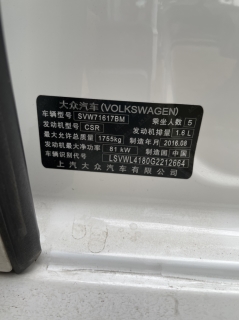 大众汽车(VOLKSWAGEN)
车辆型号 SVW71617BM 乘坐人数 5
发动机型号 CSR 发动机排量 1.6 L
最大允许总质量 1755kg 制造年月 2016.08
发动机最大净功率 81 kW 制造国 中国
车辆识别代号 LSVWL4180G2212664
上汽大众汽车有限公司